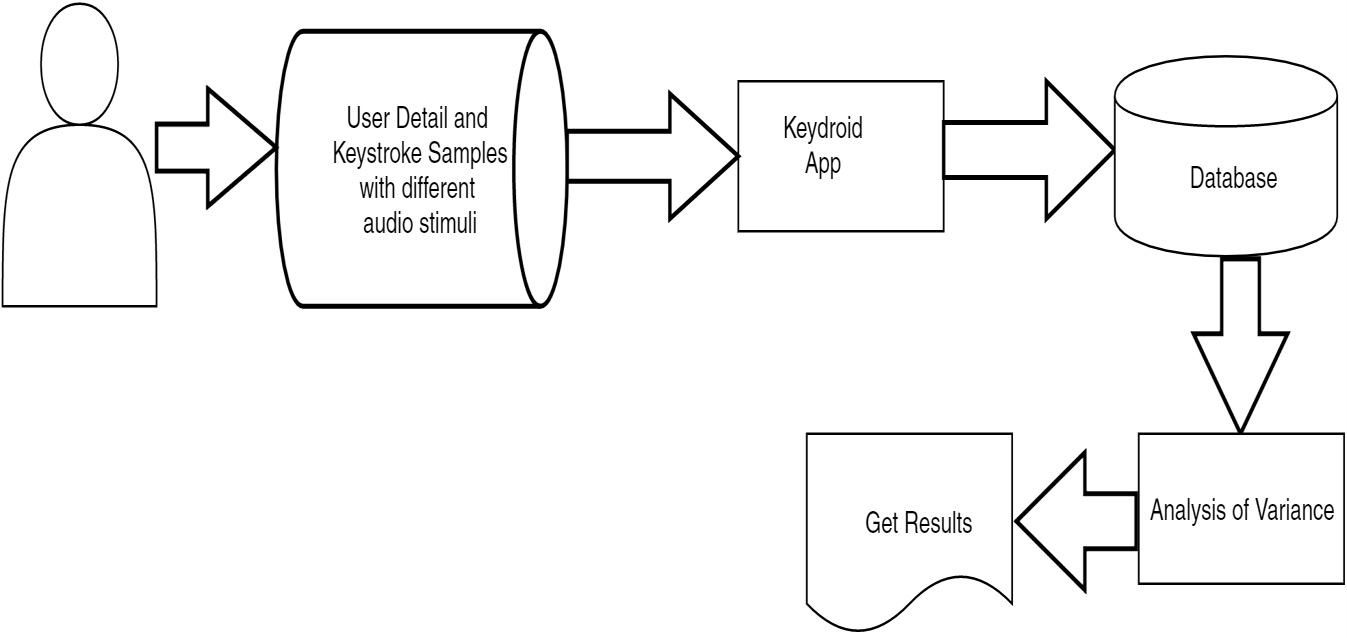 User Detail and
Keystroke Samples
with different
audio stimuli
Keydroid
App
Database
Analysis of Variance
Get Results